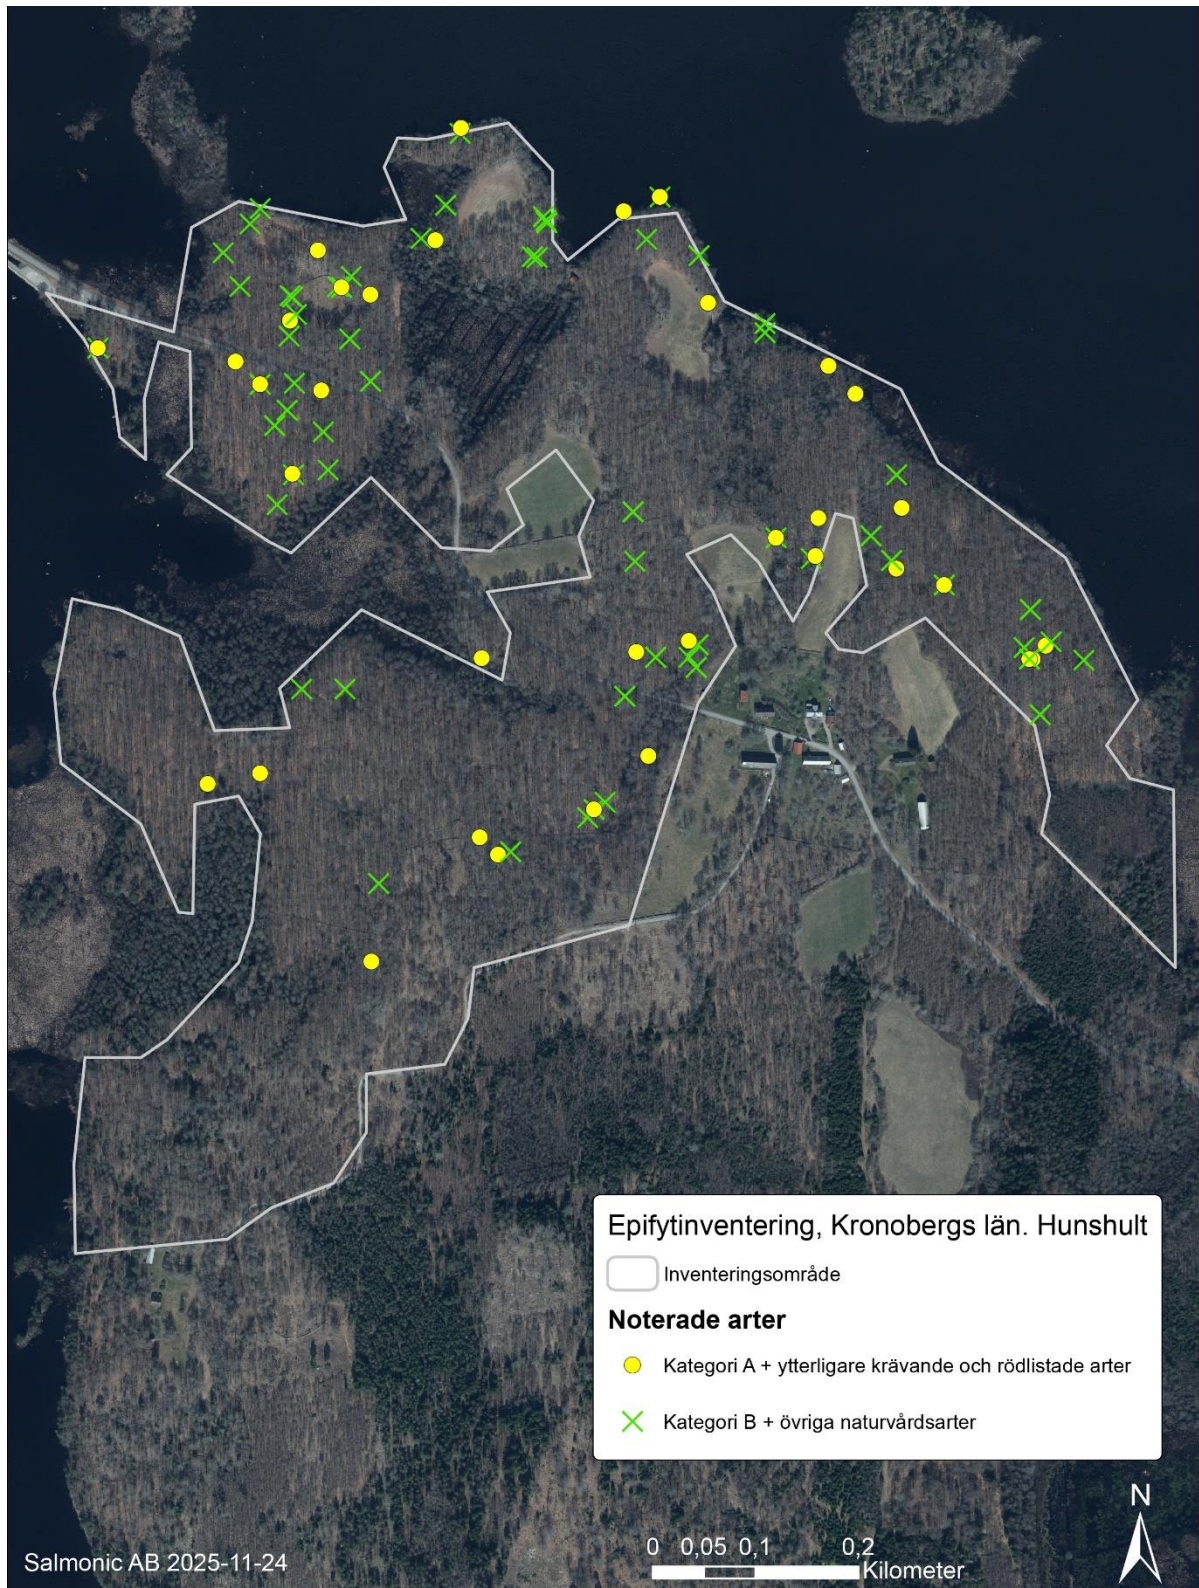 Epifytinventering, Kronobergs län. Hunshult
Inventeringsområde
Noterade arter
Kategori A + ytterligare krävande och rödlistade arter
Kategori B + övriga naturvårdsarter
N
0 0,05 0,1 0,2
Kilometer
Salmonic AB 2025-11-24